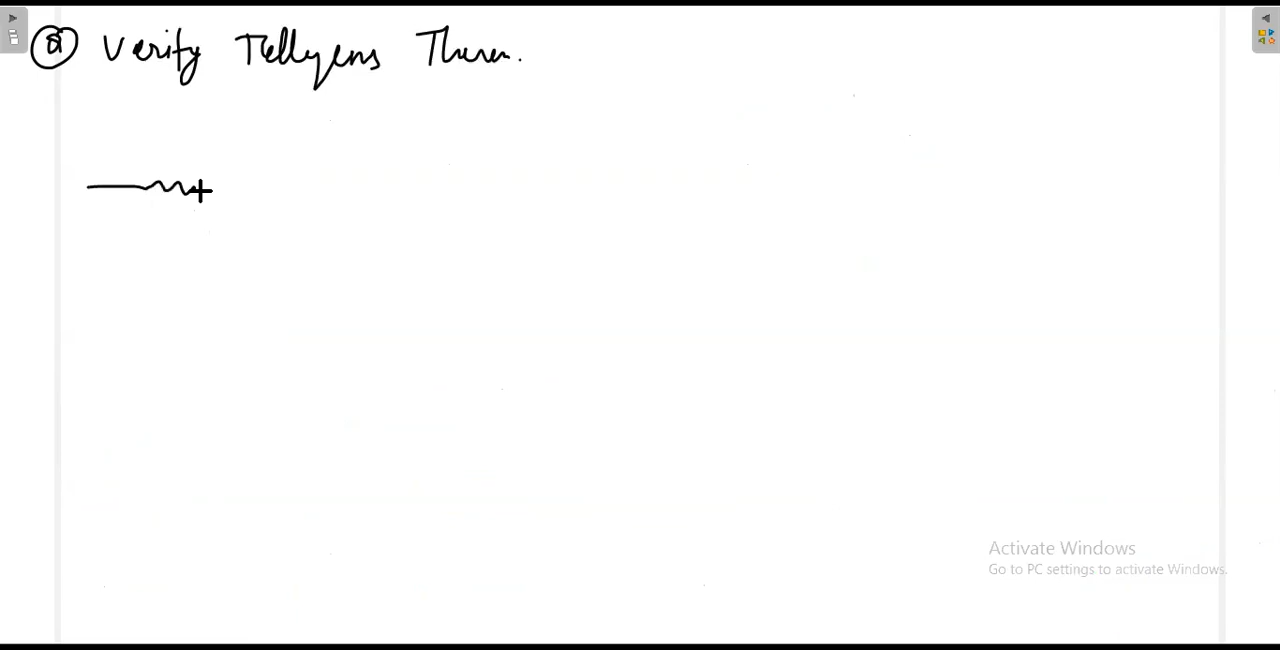 Q Verify Tellegens Theorem.
Activate Windows
Go to PC settings to activate Windows.